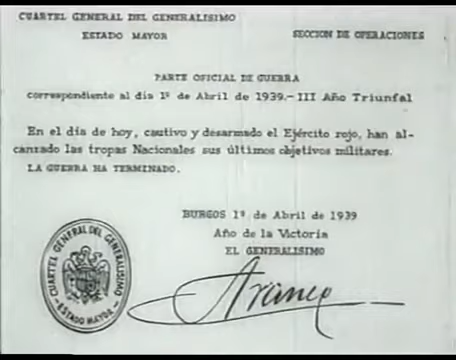 CUARTEL GENERAL DEL GENERALISIMO
ESTADO MAYOR
SECCION DE OPERACIONES
PARTE OFICIAL DE GUERRA
correspondiente al dia 1º de Abril de 1939.- III Año Triunfal
En el día de hoy, cautivo y desarmado el Ejército rojo, han al-
canzado las tropas Nacionales sus últimos objetivos militares.
LA GUERRA HA TERMINADO.
BURGOS 1º de Abril de 1939
Año de la Victoria
EL GENERALISIMO
CUARTEL GENERAL DEL GENERALISIMO
ESTADO MAYOR
Franco